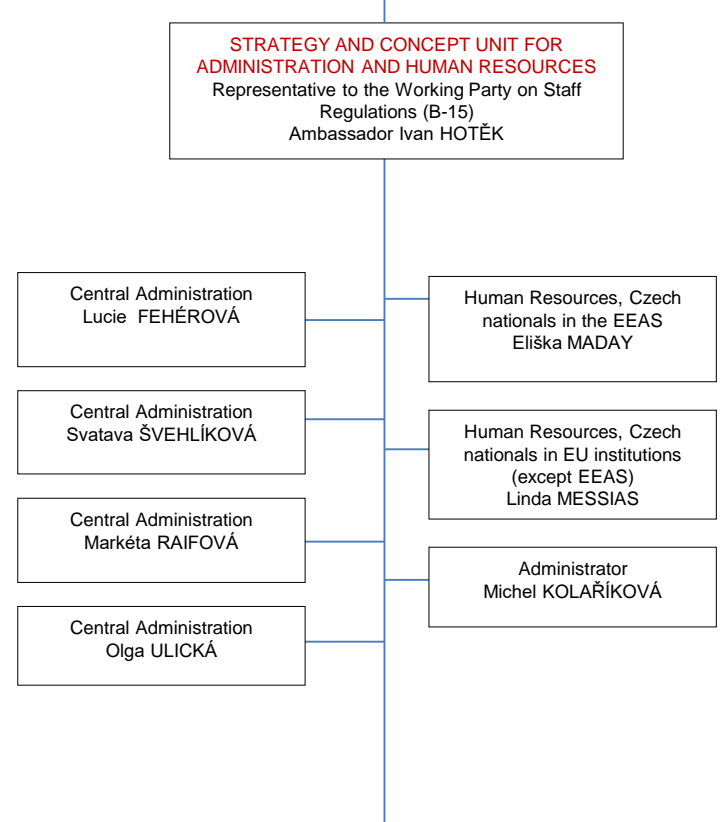 STRATEGY AND CONCEPT UNIT FOR
ADMINISTRATION AND HUMAN RESOURCES
Representative to the Working Party on Staff
Regulations (B-15)
Ambassador Ivan HOTĚK
Central Administration
Lucie FEHÉROVÁ
Human Resources, Czech
nationals in the EEAS
Eliška MADAY
Central Administration
Svatava ŠVEHLÍKOVÁ
Human Resources, Czech
nationals in EU institutions
(except EEAS)
Linda MESSIAS
Central Administration
Markéta RAIFOVÁ
Administrator
Michel KOLAŘÍKOVÁ
Central Administration
Olga ULICKÁ